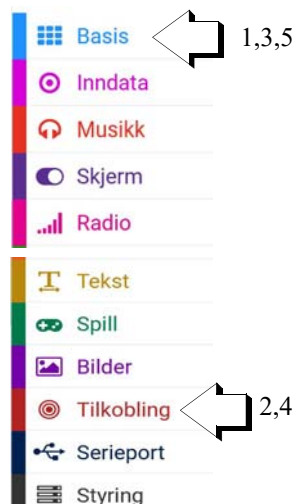 Basis 1,3,5
Inndata
Musikk
Skjerm
Radio
Tekst
Spill
Bilder
Tilkobling 2,4
Serieport
Styring